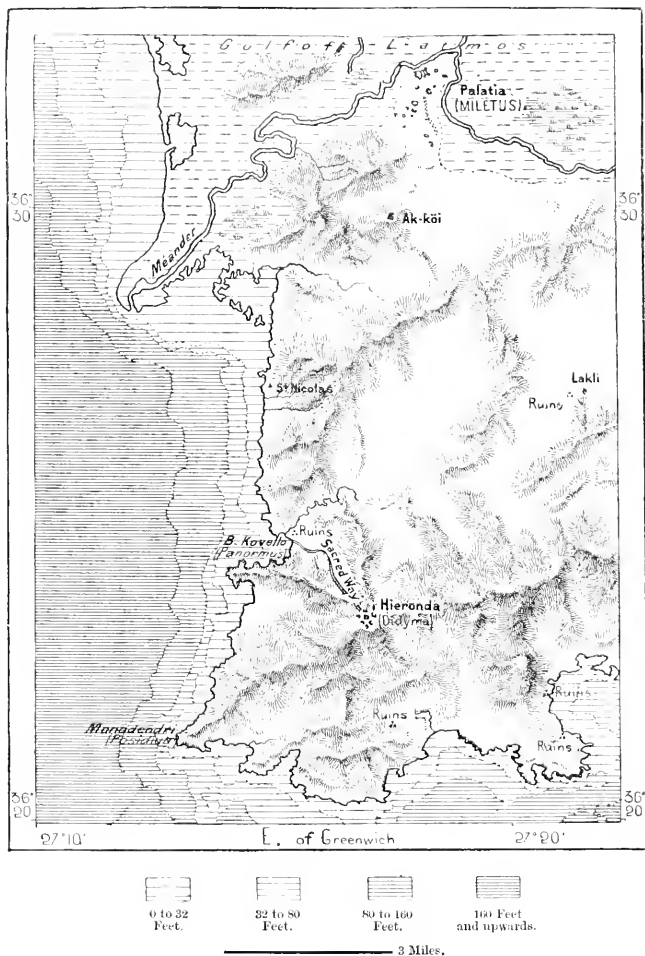 Gulf of Latmos
Palatia
(MILETUS)
36°
30
36°
30
Ak-köi
Meander
St Nicolas
Lakli
Ruins
Ruins
B. Kovello
(Panormus)
Sacred Way
Hieronda
(Didyma)
Ruins
Ruins
Monodendri
(Posidium)
Ruins
36°
20
36°
20
27°10'
E. of Greenwich
27°20'
0 to 32
Feet.
32 to 80
Feet.
80 to 160
Feet.
160 Feet
and upwards.
3 Miles.